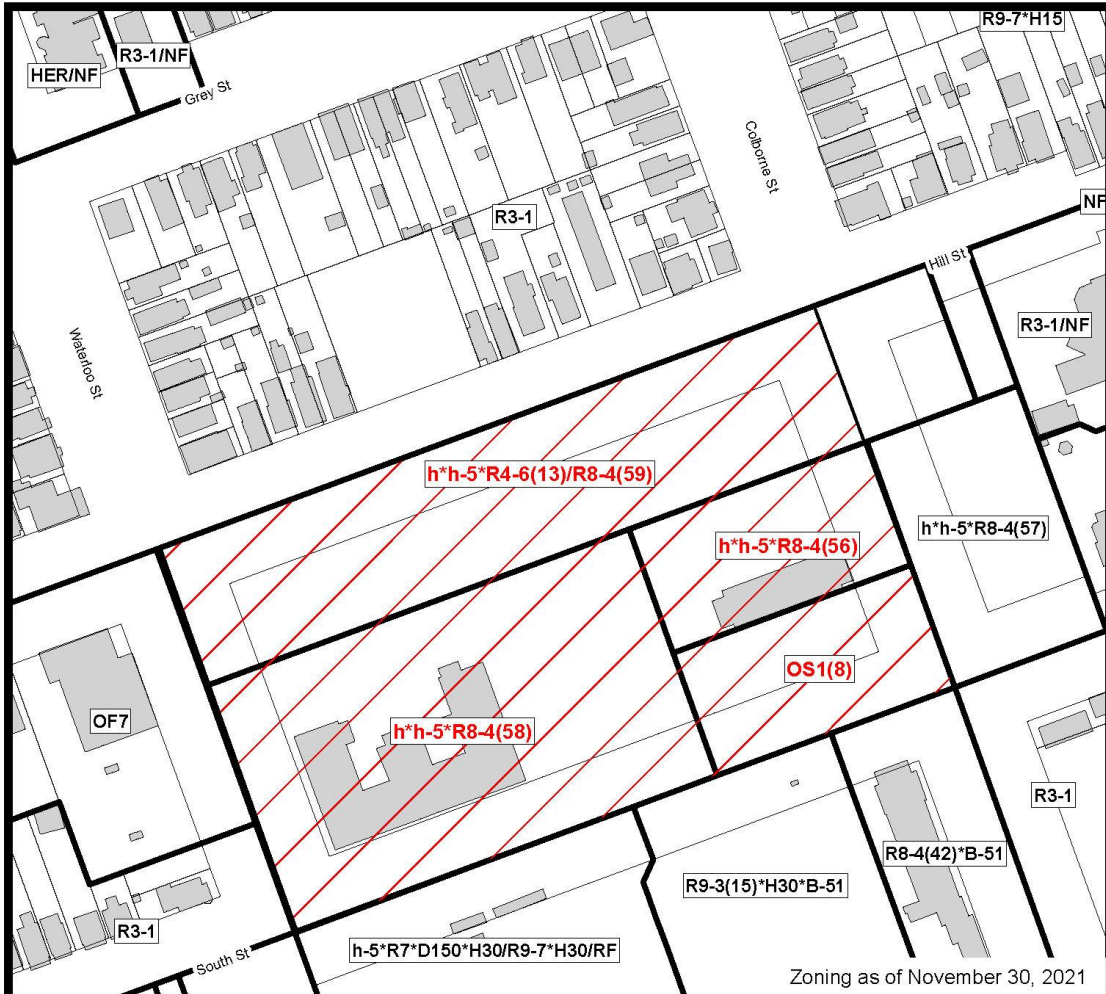 R9-7*H15
R3-1/NF
HER/NF
Grey St
Colborne St
NF
R3-1
Hill St
R3-1/NF
Waterloo St
h*h-5*R4-6(13)/R8-4(59)
h*h-5*R8-4(57)
h*h-5*R8-4(56)
OS1(8)
OF7
h*h-5*R8-4(58)
R3-1
R8-4(42)*B-51
R9-3(15)*H30*B-51
R3-1
h-5*R7*D150*H30/R9-7*H30/RF
South St
Zoning as of November 30, 2021